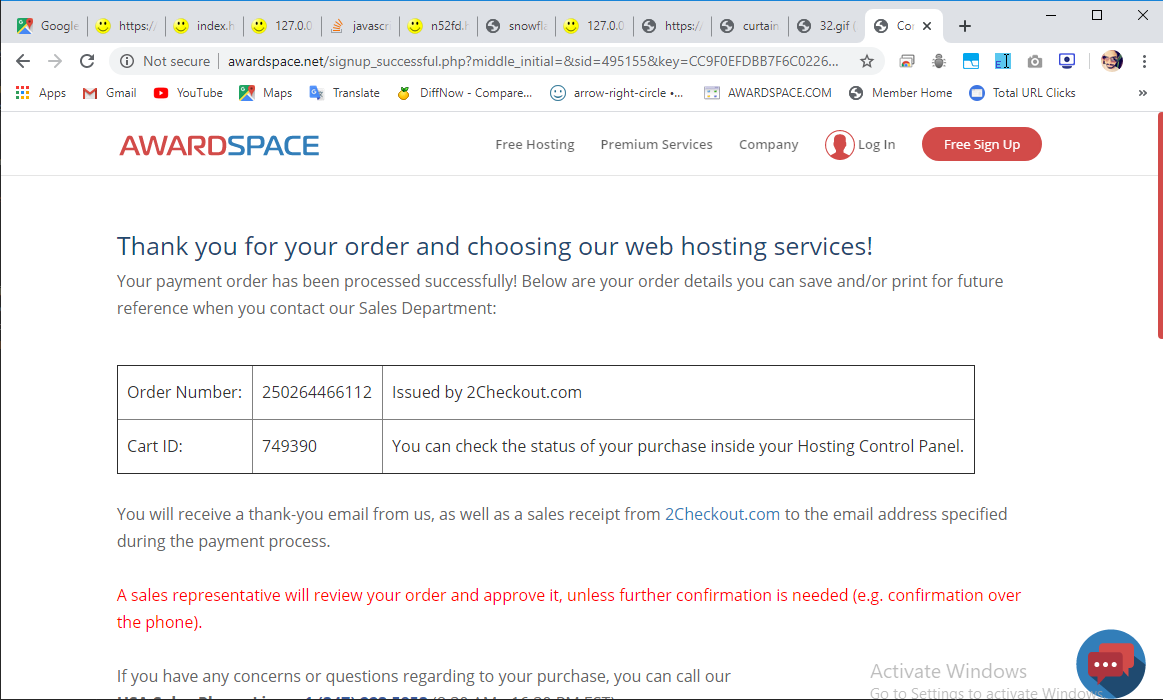 Google https:/ index.h 127.0.0 javascri n52fd.h snowfla 127.0.0 https:/ curtain 32.gif ( Co
Not secure awardspace.net/signup_successful.php?middle_initial=&sid=495155&key=CC9F0EFDBB7F6C0226...
Apps Gmail YouTube Maps Translate DiffNow - Compare... arrow-right-circle •... AWARDSPACE.COM Member Home Total URL Clicks »
AWARDSPACE Free Hosting Premium Services Company Log In Free Sign Up
Thank you for your order and choosing our web hosting services!
Your payment order has been processed successfully! Below are your order details you can save and/or print for future
reference when you contact our Sales Department:
Order Number: 250264466112 Issued by 2Checkout.com
Cart ID: 749390 You can check the status of your purchase inside your Hosting Control Panel.
You will receive a thank-you email from us, as well as a sales receipt from 2Checkout.com to the email address specified
during the payment process.
A sales representative will review your order and approve it, unless further confirmation is needed (e.g. confirmation over
the phone).
If you have any concerns or questions regarding to your purchase, you can call our
Activate Windows
Go to Settings to activate Windows.